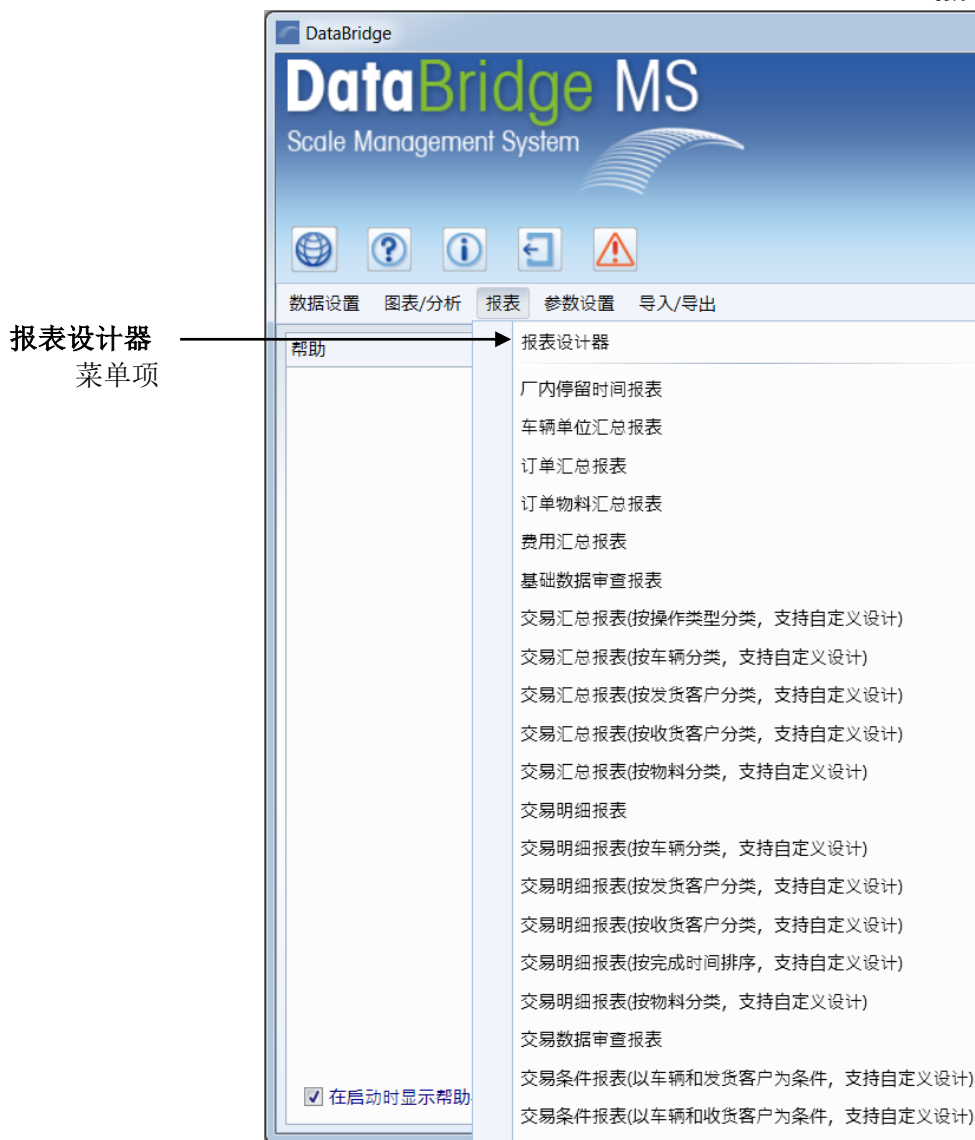 DataBridge
DataBridge MS
Scale Management System
数据设置 图表/分析 报表 参数设置 导入/导出
报表设计器
菜单项
帮助
报表设计器
厂内停留时间报表
车辆单位汇总报表
订单汇总报表
订单物料汇总报表
费用汇总报表
基础数据审查报表
交易汇总报表(按操作类型分类，支持自定义设计)
交易汇总报表(按车辆分类，支持自定义设计)
交易汇总报表(按发货客户分类，支持自定义设计)
交易汇总报表(按收货客户分类，支持自定义设计)
交易汇总报表(按物料分类，支持自定义设计)
交易明细报表
交易明细报表(按车辆分类，支持自定义设计)
交易明细报表(按发货客户分类，支持自定义设计)
交易明细报表(按收货客户分类，支持自定义设计)
交易明细报表(按完成时间排序，支持自定义设计)
交易明细报表(按物料分类，支持自定义设计)
交易数据审查报表
交易条件报表(以车辆和发货客户为条件，支持自定义设计)
在启动时显示帮助
交易条件报表(以车辆和收货客户为条件，支持自定义设计)